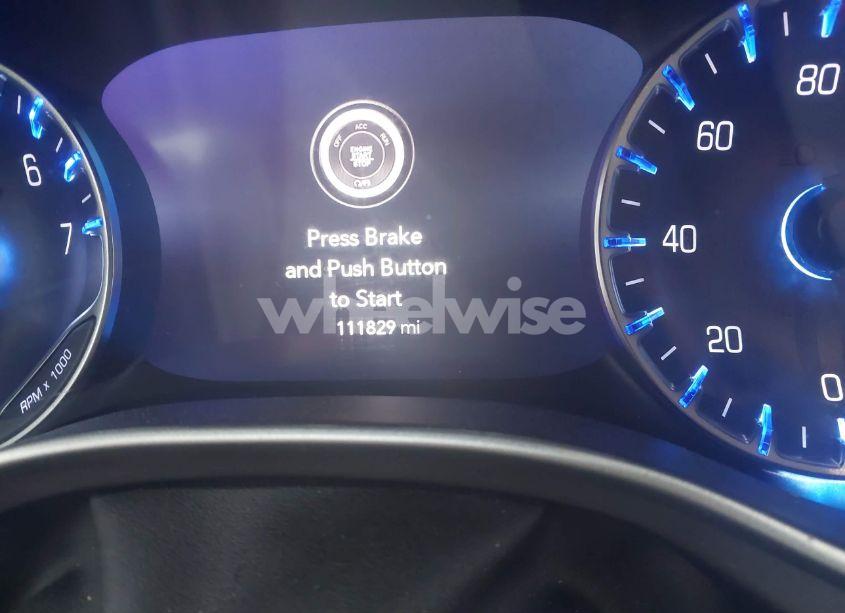 6
7
RPM x 1000
OFF ACC RUN
ENGINE
START
STOP
Press Brake
and Push Button
to Start
wheelwise
111829 mi
80
60
40
20
0